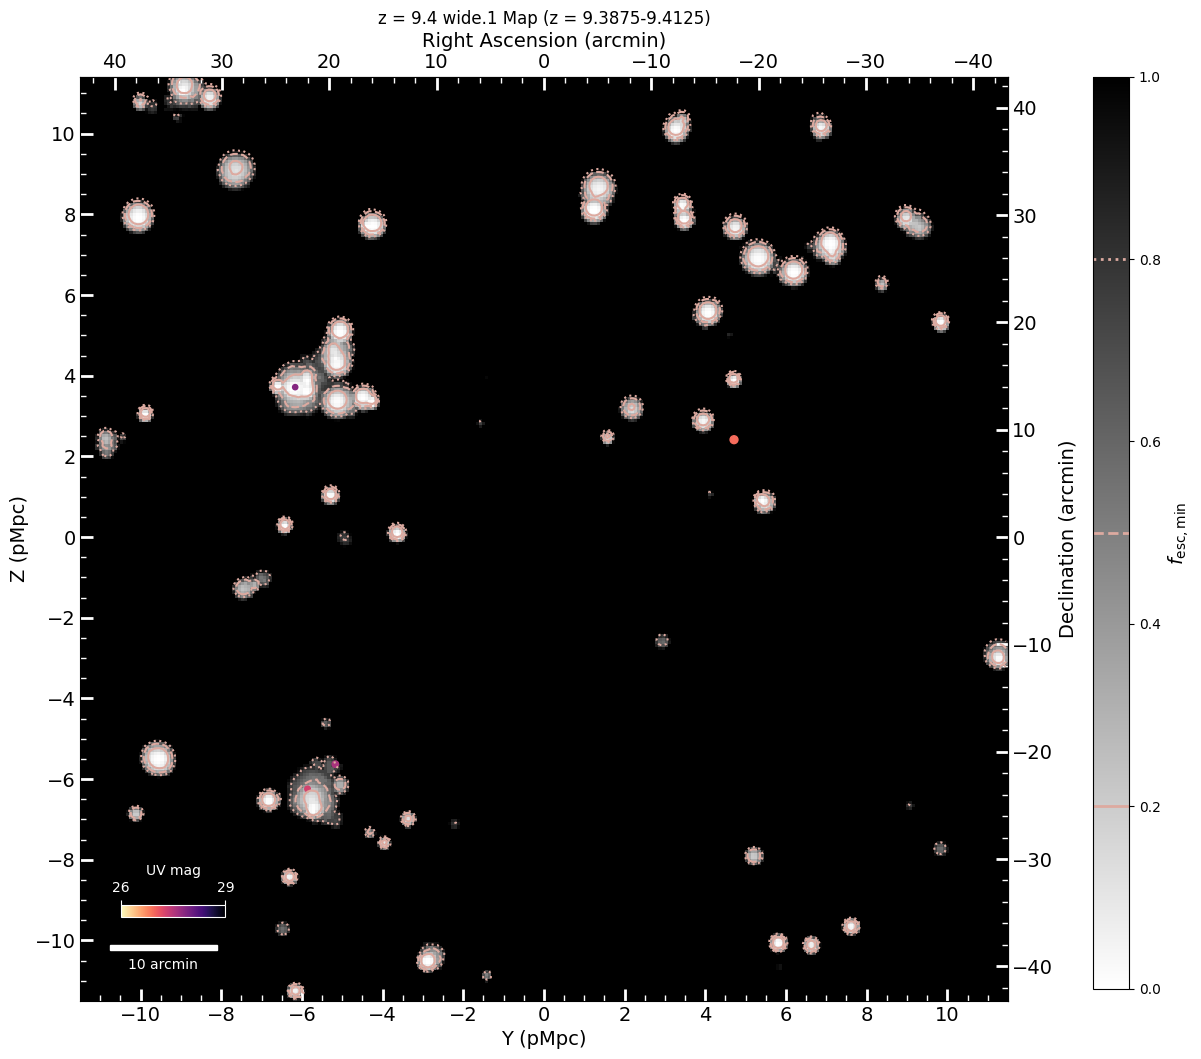 z = 9.4 wide.1 Map (z = 9.3875-9.4125)
Right Ascension (arcmin)
40 30 20 10 0 −10 −20 −30 −40
10 8 6 4 2 0 −2 −4 −6 −8 −10
Z (pMpc)
40 30 20 10 0 −10 −20 −30 −40
Declination (arcmin)
1.0
0.8
0.6
0.4
0.2
0.0
f_esc,min
UV mag
26 29
10 arcmin
−10 −8 −6 −4 −2 0 2 4 6 8 10
Y (pMpc)